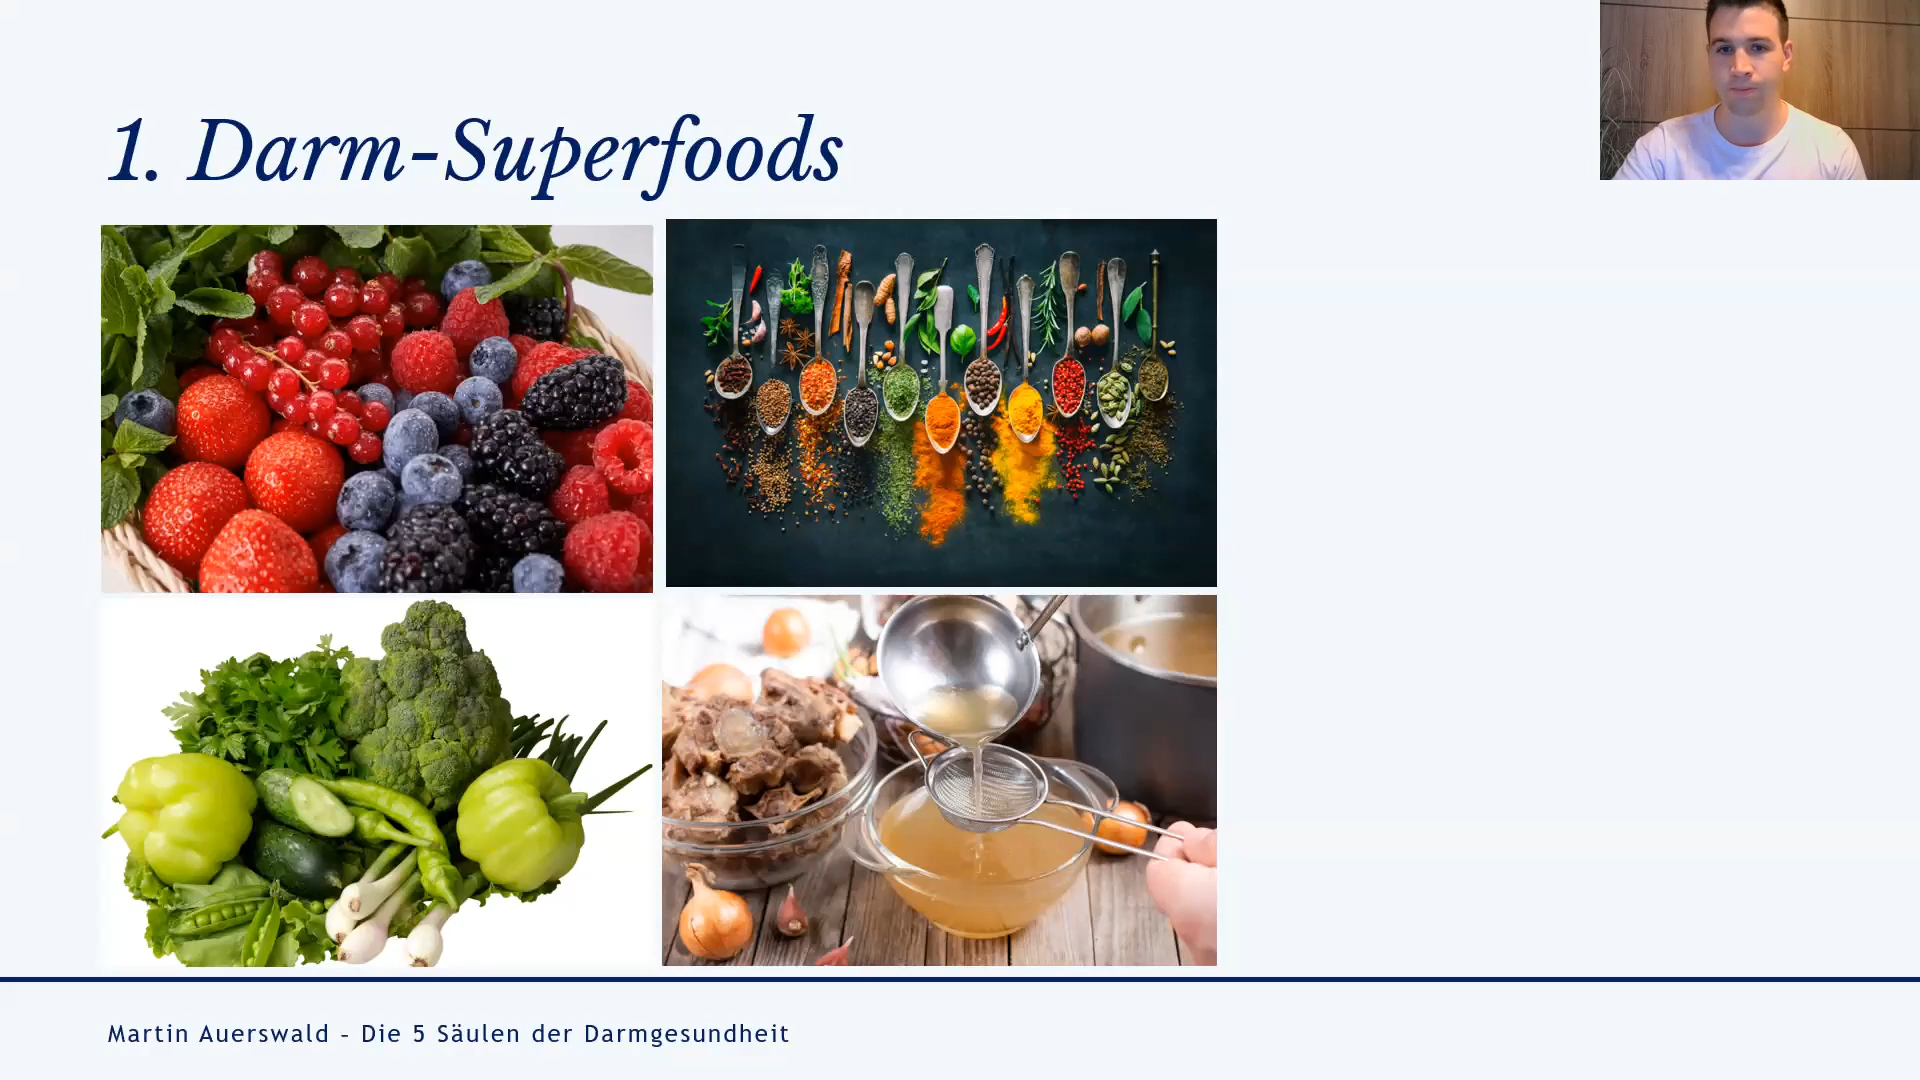 1. Darm-Superfoods
Martin Auerswald – Die 5 Säulen der Darmgesundheit